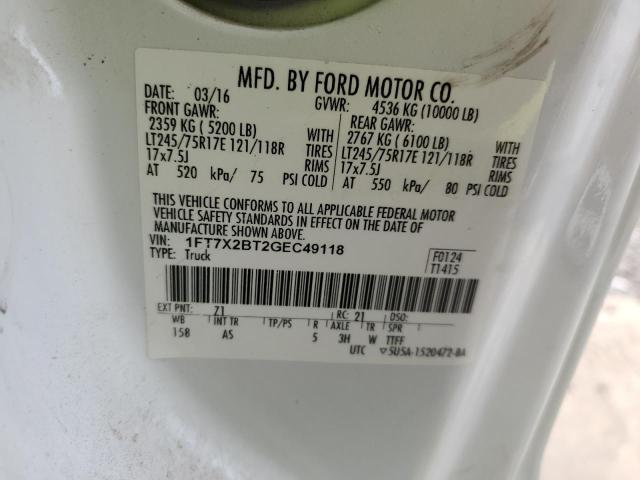 MFD. BY FORD MOTOR CO.
DATE: 03/16 GVWR: 4536 KG (10000 LB)
FRONT GAWR: REAR GAWR:
2359 KG ( 5200 LB) WITH 2767 KG ( 6100 LB) WITH
LT245/75R17E 121/118R TIRES LT245/75R17E 121/118R TIRES
17x7.5J RIMS 17x7.5J RIMS
AT 520 kPa/ 75 PSI COLD AT 550 kPa/ 80 PSI COLD
THIS VEHICLE CONFORMS TO ALL APPLICABLE FEDERAL MOTOR
VEHICLE SAFETY STANDARDS IN EFFECT ON THE DATE OF
MANUFACTURE SHOWN ABOVE.
VIN: 1FT7X2BT2GEC49118 F0124
TYPE: Truck T1415
EXT PNT: Z1 RC: 21 DSO:
WB INT TR TP/PS R AXLE TR SPR
158 AS 5 3H W TTFF
UTC ▽5U5A-1520472-BA